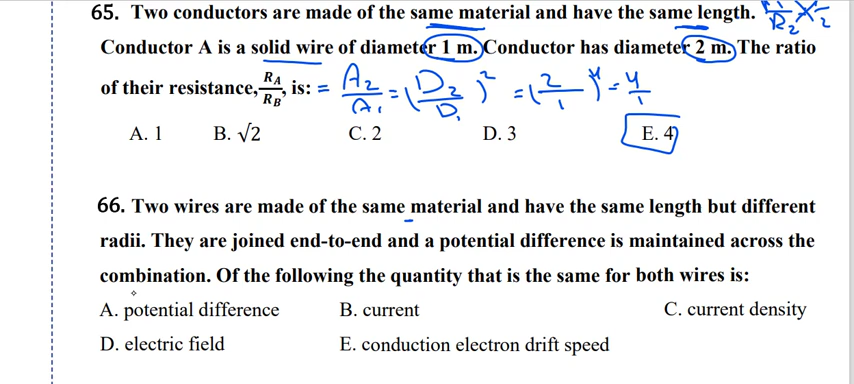 65. Two conductors are made of the same material and have the same length.
Conductor A is a solid wire of diameter 1 m. Conductor has diameter 2 m. The ratio
of their resistance, R_A/R_B, is: = A₂/A₁ = (D₂/D₁)² = (2/1)² = 4/1
A. 1 B. √2 C. 2 D. 3 E. 4
66. Two wires are made of the same material and have the same length but different
radii. They are joined end-to-end and a potential difference is maintained across the
combination. Of the following the quantity that is the same for both wires is:
A. potential difference B. current C. current density
D. electric field E. conduction electron drift speed